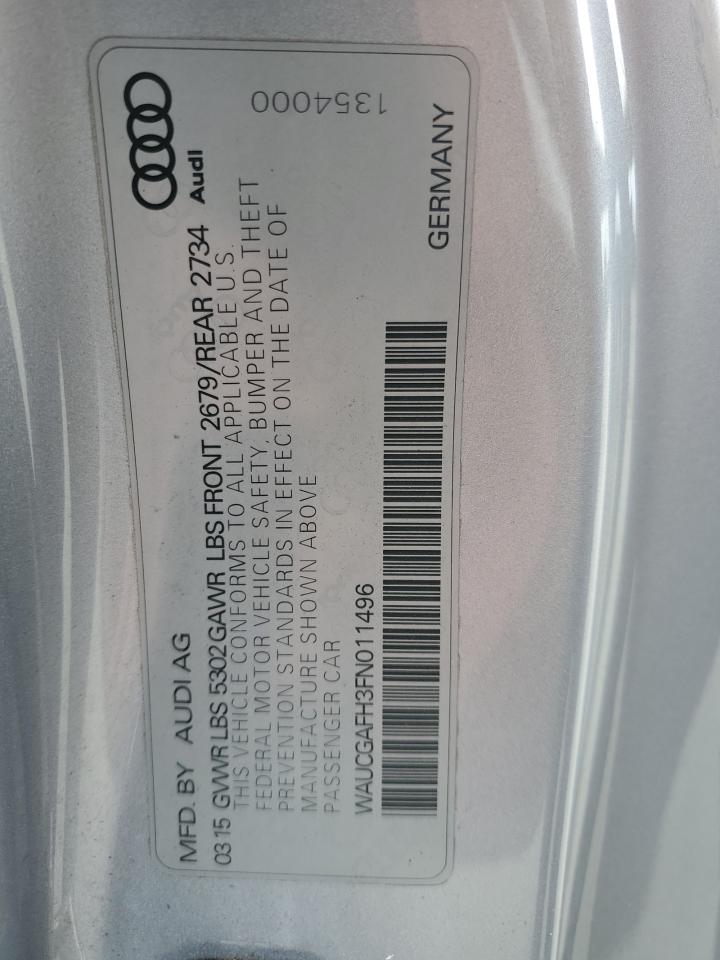 MFD. BY AUDI AG
Audi
03 15 GVWR LBS 5302 GAWR LBS FRONT 2679/REAR 2734
THIS VEHICLE CONFORMS TO ALL APPLICABLE U.S.
FEDERAL MOTOR VEHICLE SAFETY, BUMPER AND THEFT
PREVENTION STANDARDS IN EFFECT ON THE DATE OF
MANUFACTURE SHOWN ABOVE
PASSENGER CAR
1354000
WAUCGAFH3FN011496
GERMANY